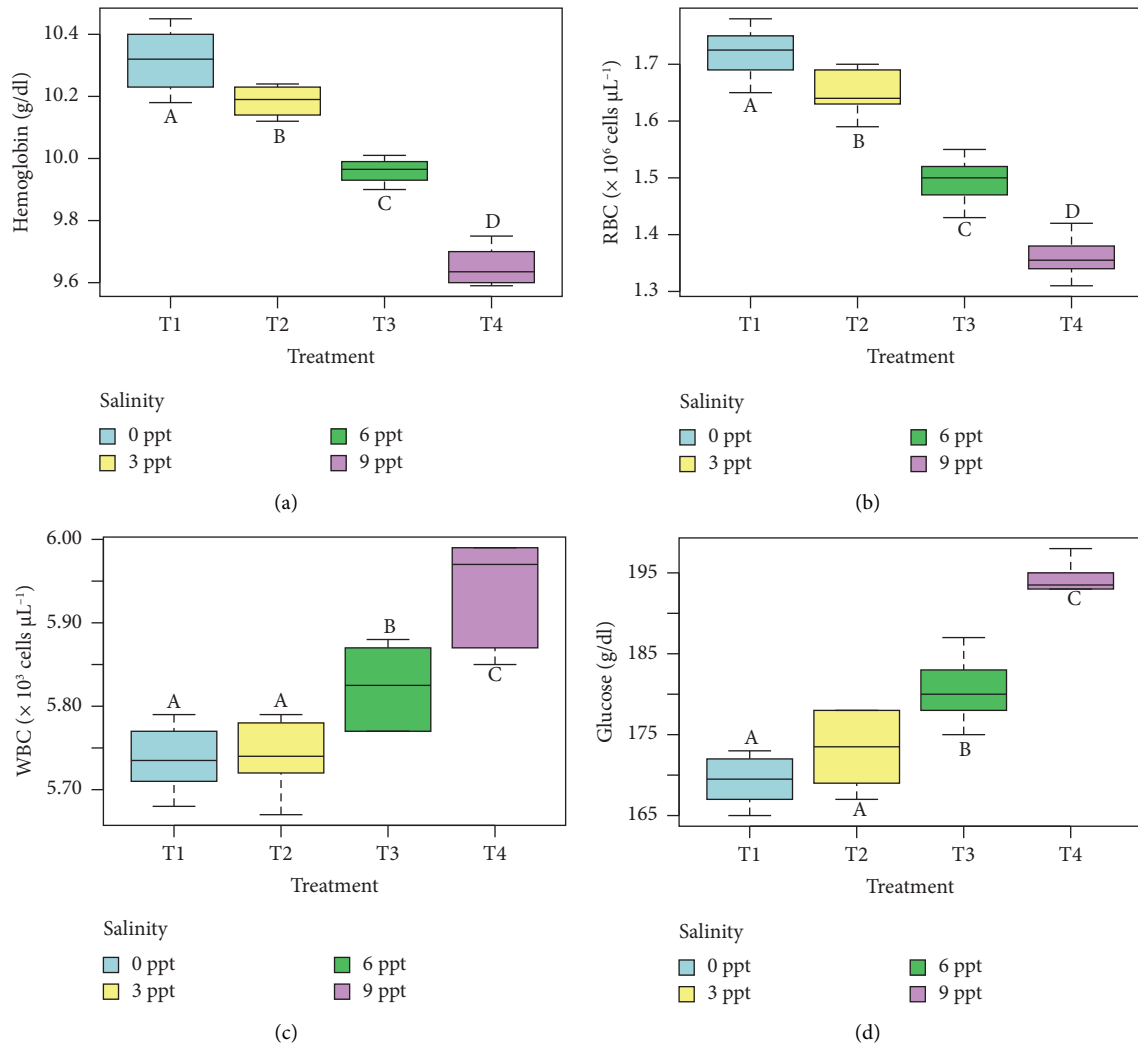 Hemoglobin (g/dl)
10.4
10.2
10.0
9.8
9.6
A
B
C
D
T1 T2 T3 T4
Treatment
Salinity
0 ppt 6 ppt
3 ppt 9 ppt
(a)
RBC (× 10⁶ cells μL⁻¹)
1.7
1.6
1.5
1.4
1.3
A
B
C
D
T1 T2 T3 T4
Treatment
Salinity
0 ppt 6 ppt
3 ppt 9 ppt
(b)
WBC (× 10³ cells μL⁻¹)
6.00
5.90
5.80
5.70
A
A
B
C
T1 T2 T3 T4
Treatment
Salinity
0 ppt 6 ppt
3 ppt 9 ppt
(c)
Glucose (g/dl)
195
185
175
165
A
A
B
C
T1 T2 T3 T4
Treatment
Salinity
0 ppt 6 ppt
3 ppt 9 ppt
(d)